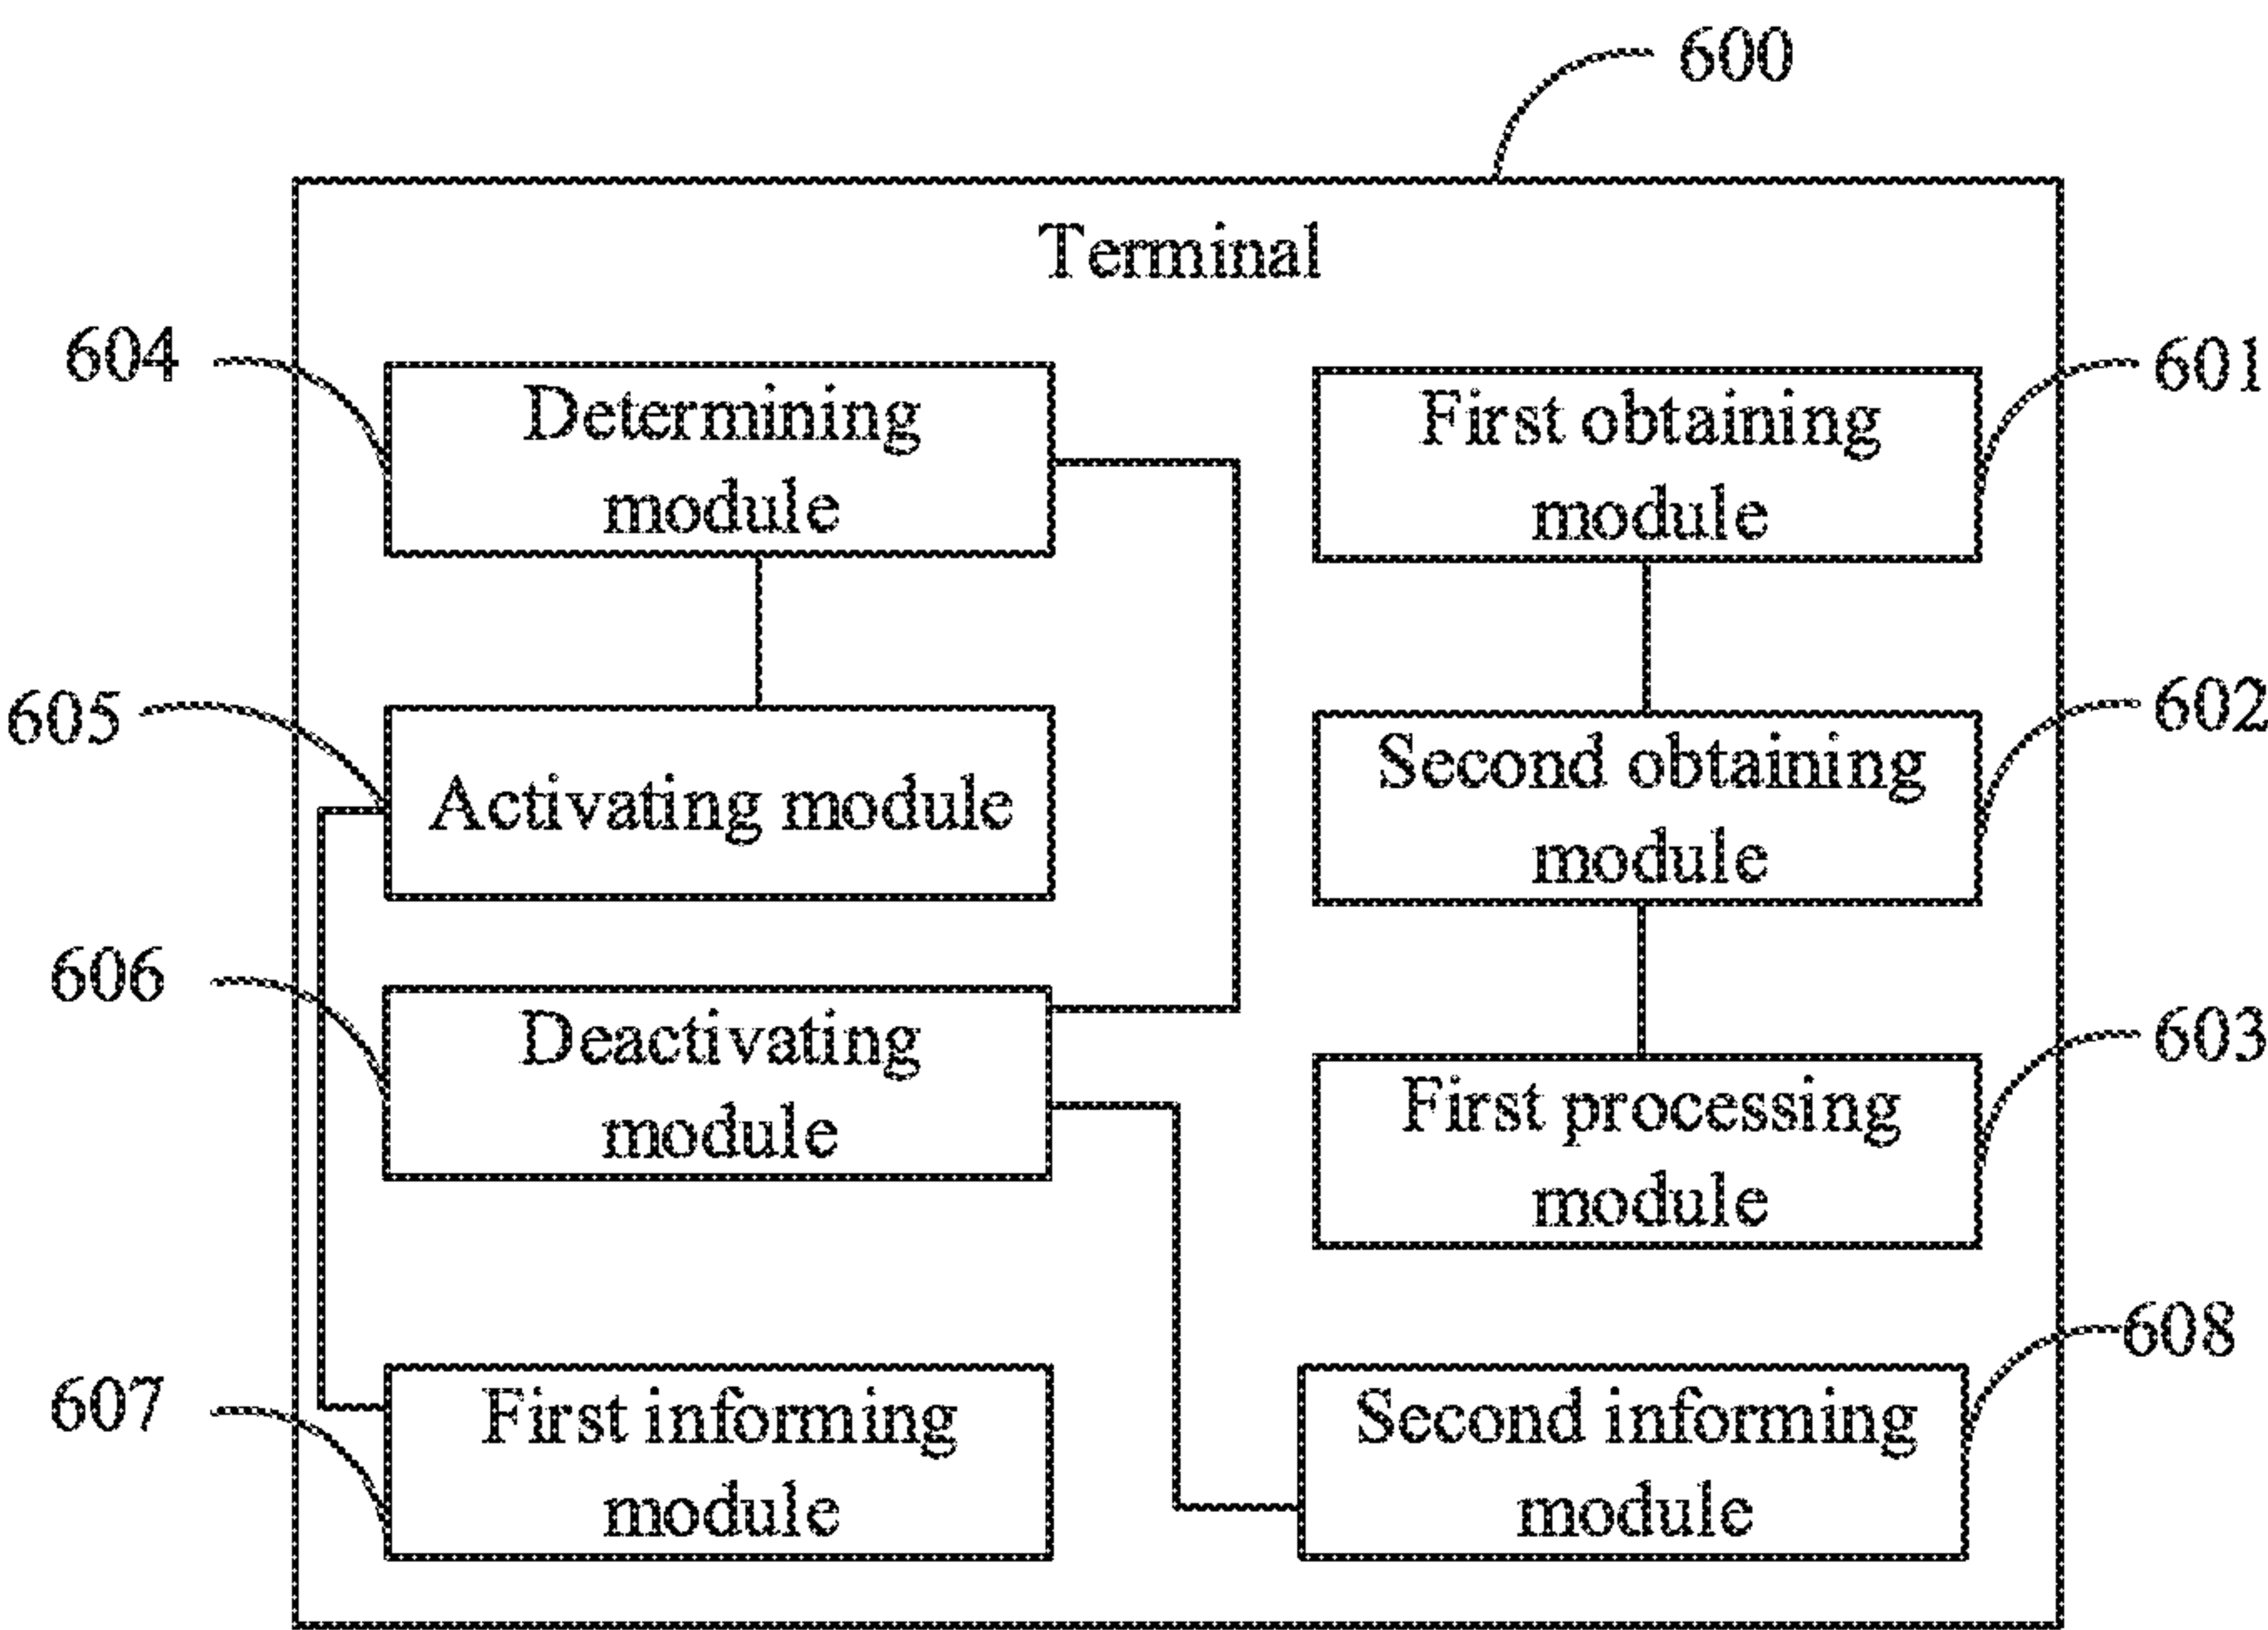 600
Terminal
604
Determining
module
First obtaining
module
601
605
Activating module
Second obtaining
module
602
606
Deactivating
module
First processing
module
603
607
First informing
module
Second informing
module
608